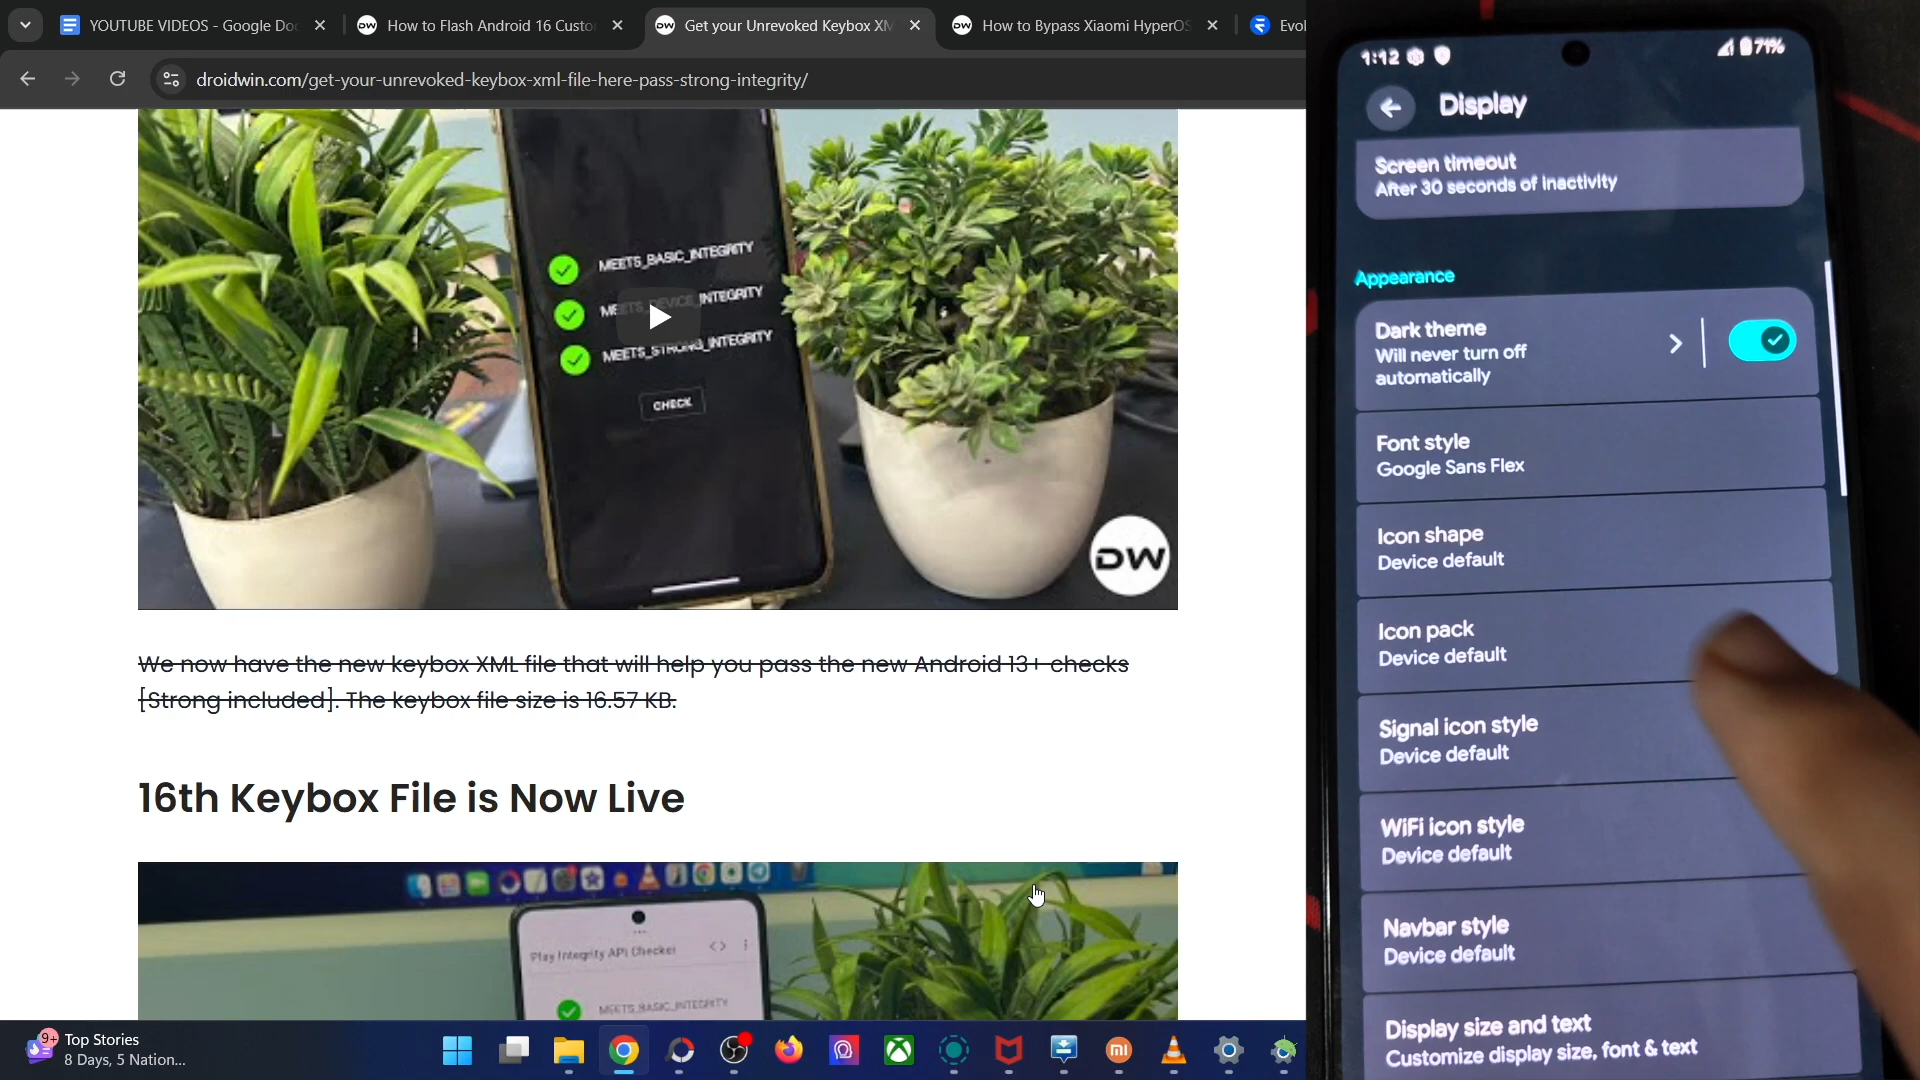 YOUTUBE VIDEOS - Google Do
How to Flash Android 16 Custo
Get your Unrevoked Keybox XM
How to Bypass Xiaomi HyperOS
Evol
droidwin.com/get-your-unrevoked-keybox-xml-file-here-pass-strong-integrity/
MEETS_BASIC_INTEGRITY
MEETS_DEVICE_INTEGRITY
MEETS_STRONG_INTEGRITY
CHECK
DW
We now have the new keybox XML file that will help you pass the new Android 13+ checks
[Strong included]. The keybox file size is 16.57 KB.
16th Keybox File is Now Live
Play Integrity API Checker
MEETS_BASIC_INTEGRITY
9+
Top Stories
8 Days, 5 Nation...
1:12
71%
Display
Screen timeout
After 30 seconds of inactivity
Appearance
Dark theme
Will never turn off
automatically
Font style
Google Sans Flex
Icon shape
Device default
Icon pack
Device default
Signal icon style
Device default
WiFi icon style
Device default
Navbar style
Device default
Display size and text
Customize display size, font & text